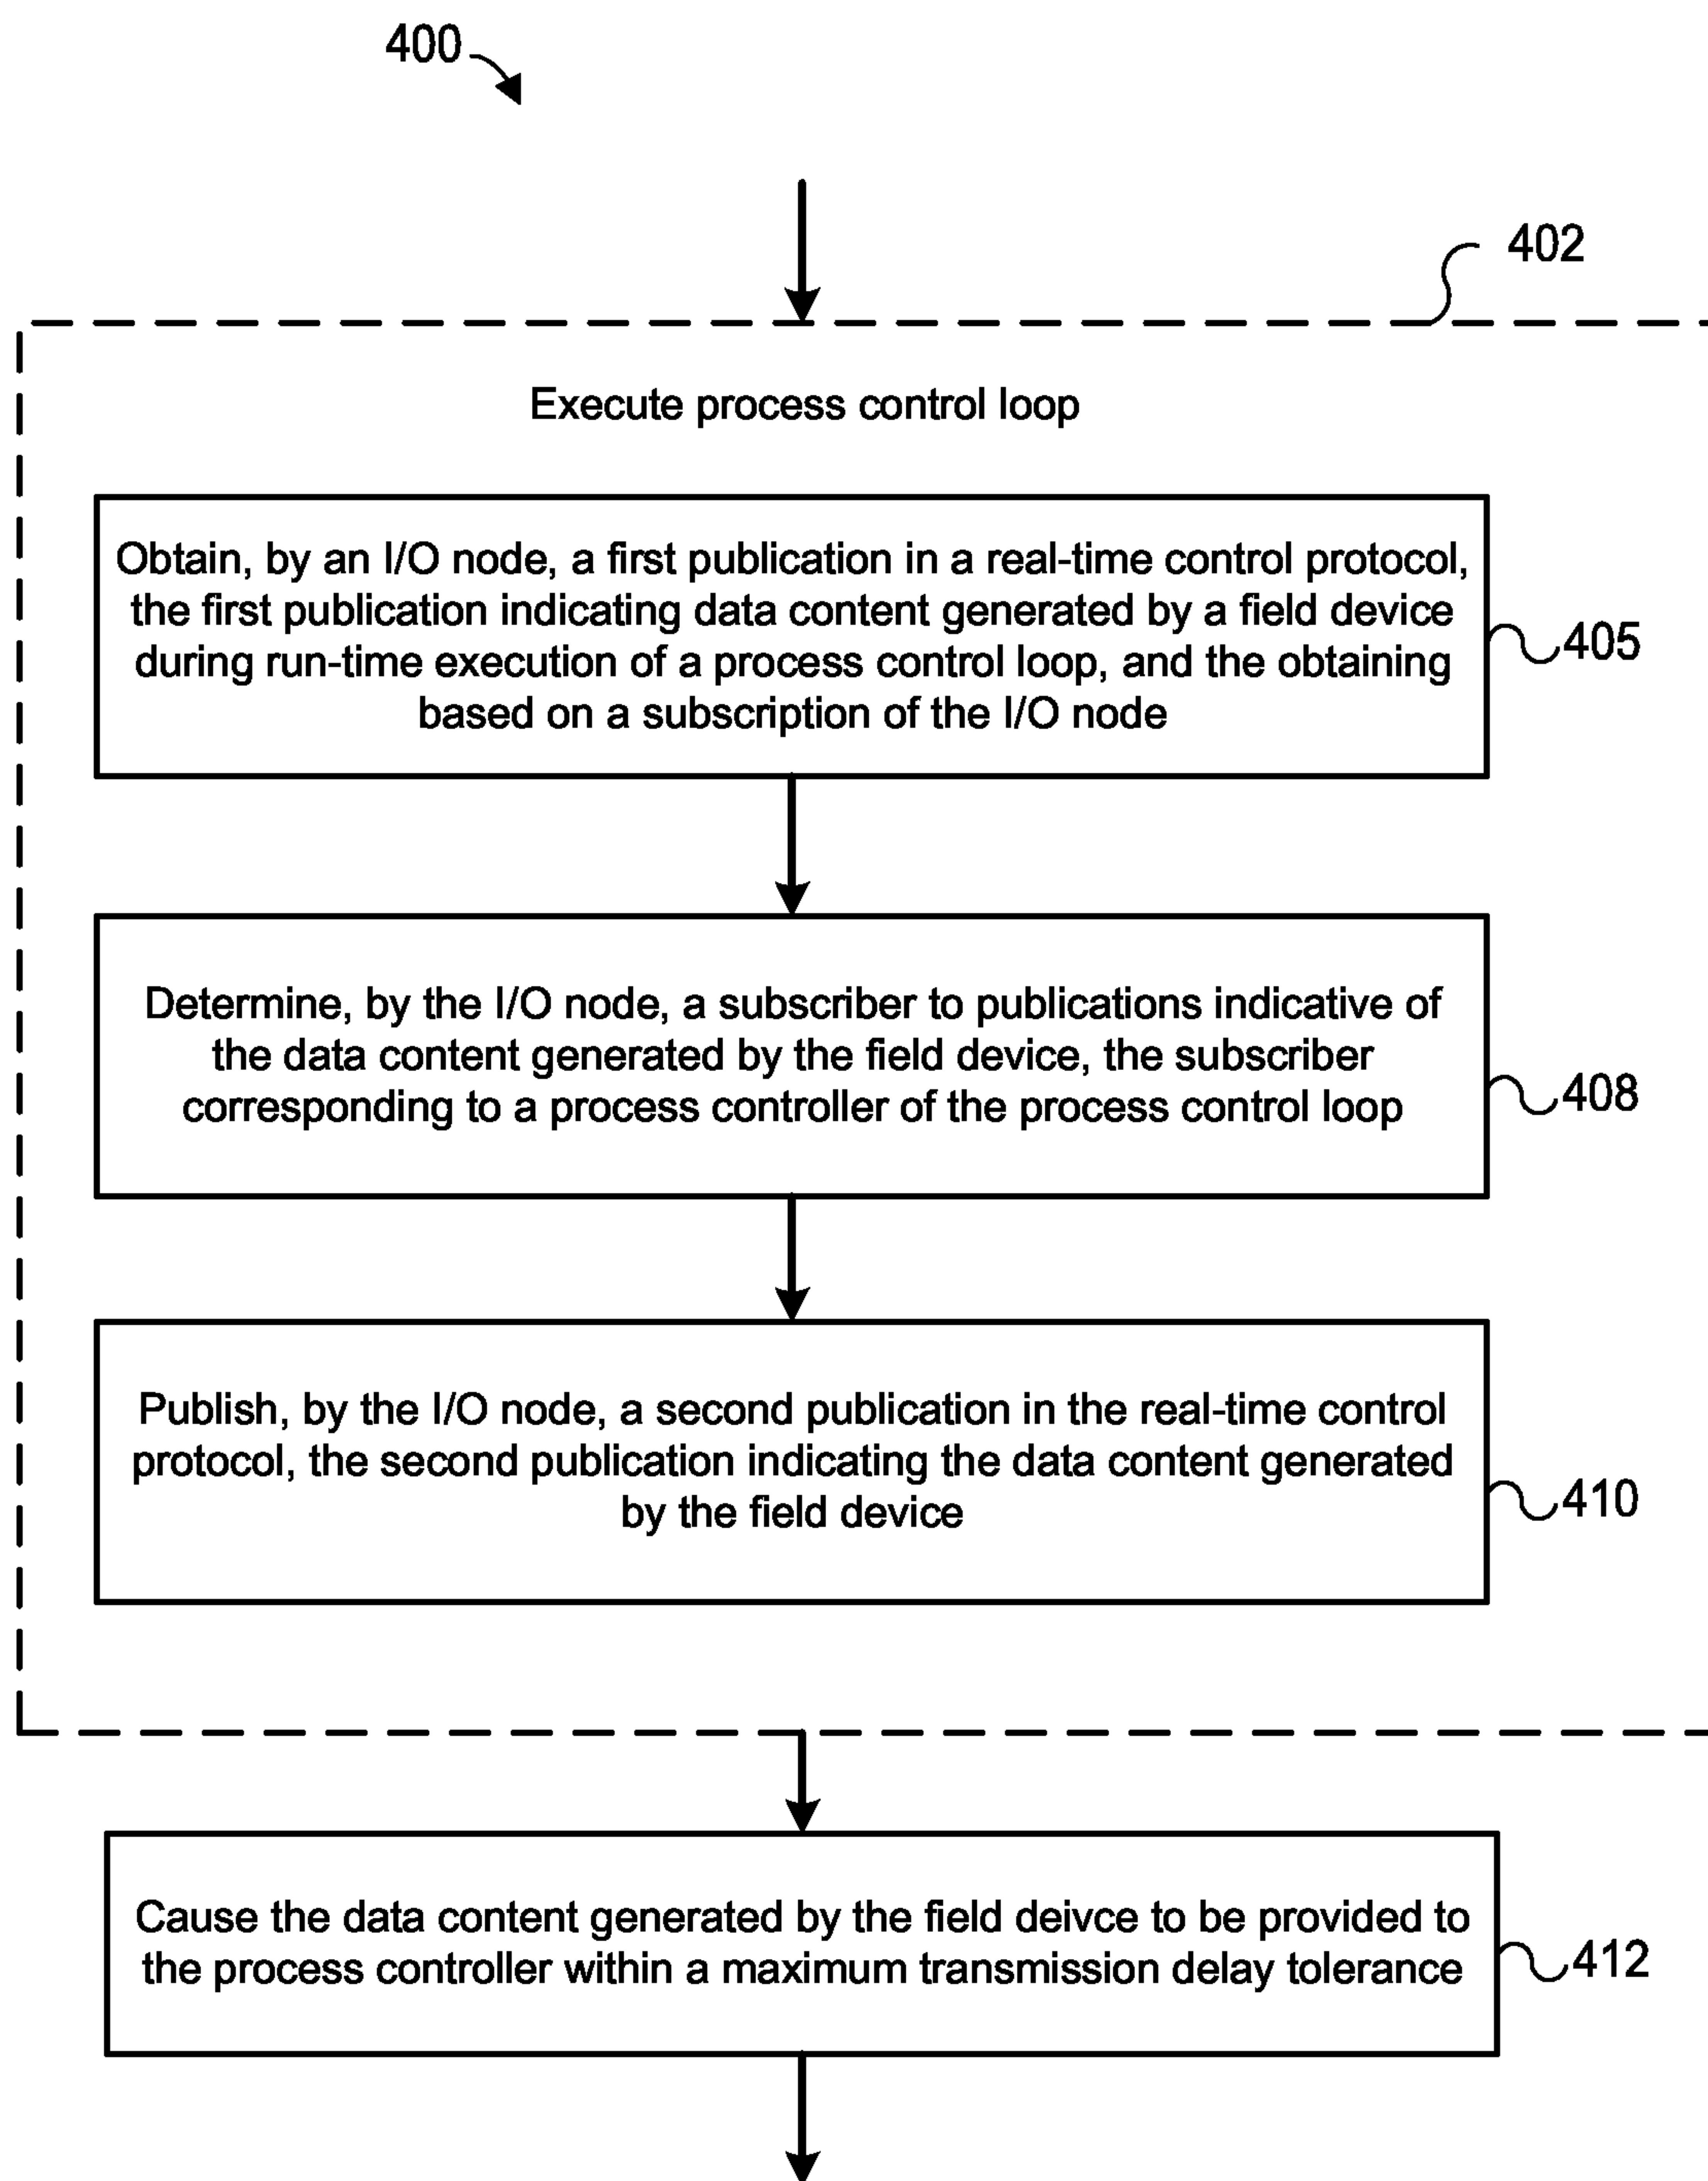 400
402
Execute process control loop
Obtain, by an I/O node, a first publication in a real-time control protocol,
the first publication indicating data content generated by a field device
during run-time execution of a process control loop, and the obtaining
based on a subscription of the I/O node
405
Determine, by the I/O node, a subscriber to publications indicative of
the data content generated by the field device, the subscriber
corresponding to a process controller of the process control loop
408
Publish, by the I/O node, a second publication in the real-time control
protocol, the second publication indicating the data content generated
by the field device
410
Cause the data content generated by the field deivce to be provided to
the process controller within a maximum transmission delay tolerance
412